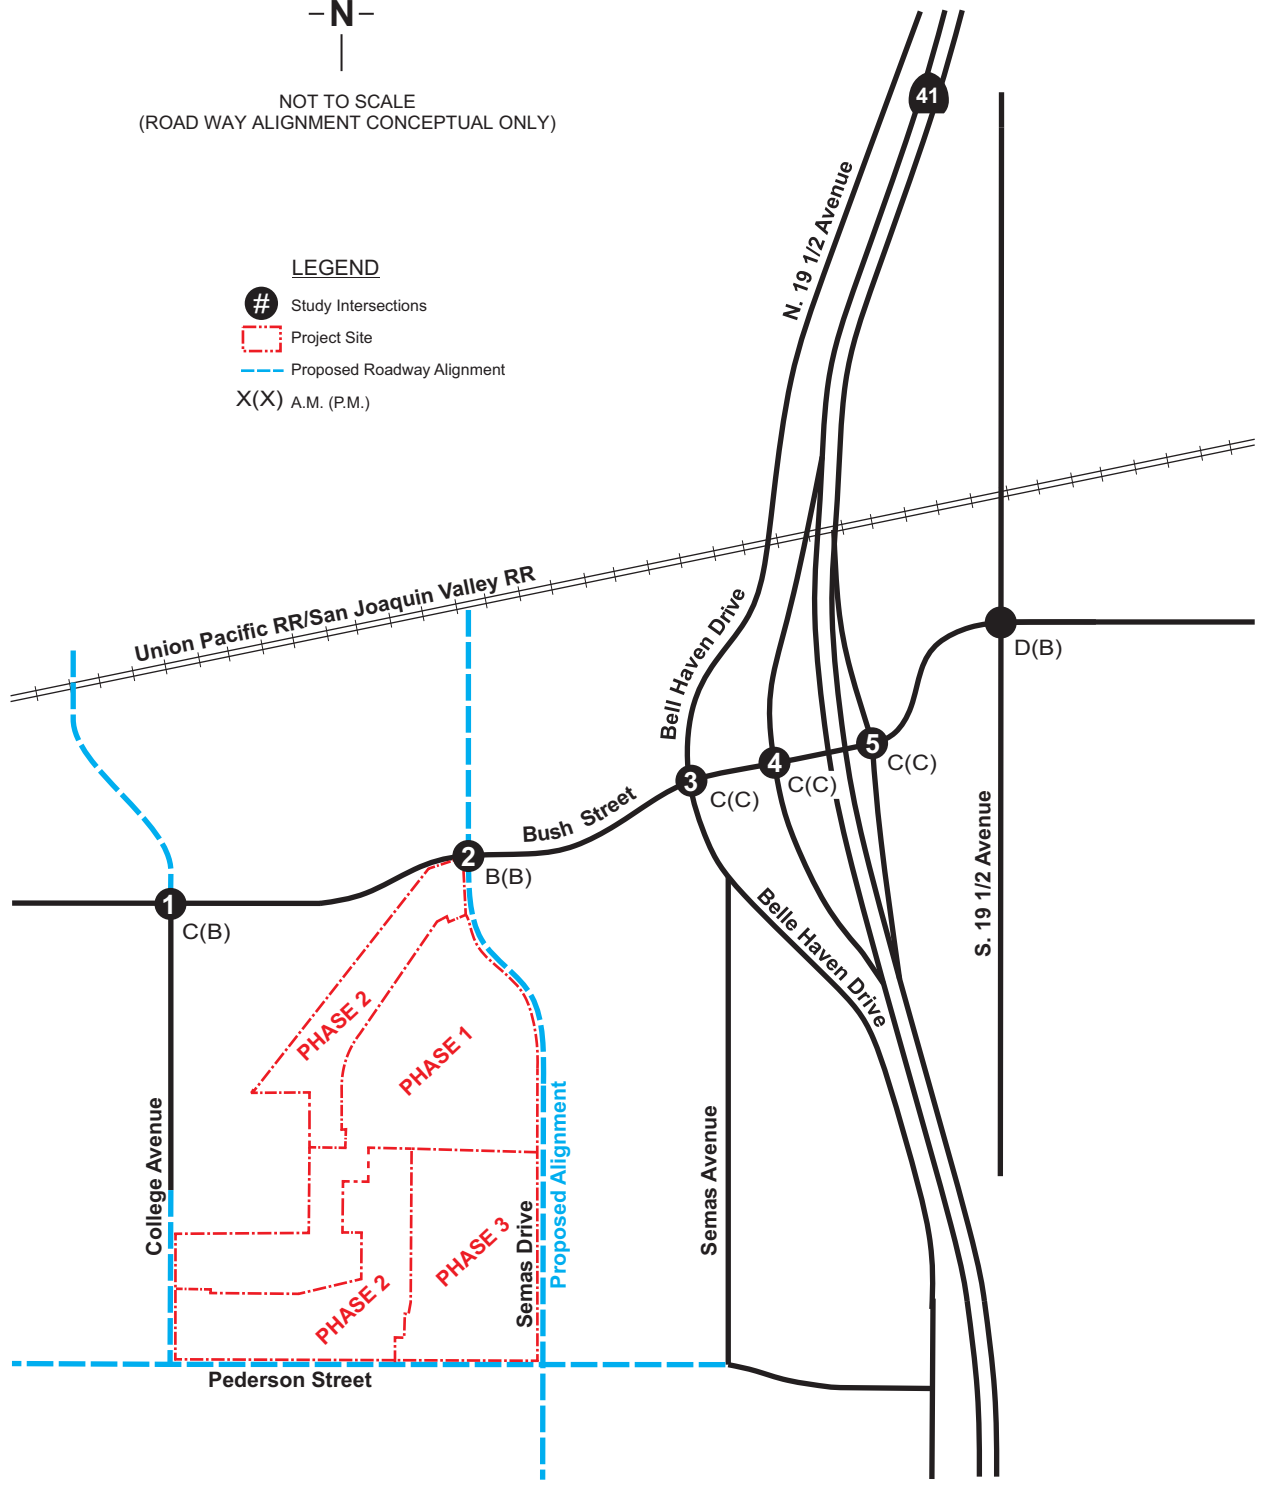 N
NOT TO SCALE
(ROAD WAY ALIGNMENT CONCEPTUAL ONLY)
41
N. 19 1/2 Avenue
LEGEND
# Study Intersections
Project Site
Proposed Roadway Alignment
X(X) A.M. (P.M.)
Union Pacific RR/San Joaquin Valley RR
Bell Haven Drive
D(B)
5
C(C)
4
C(C)
3
C(C)
Bush Street
2
B(B)
1
C(B)
S. 19 1/2 Avenue
Belle Haven Drive
PHASE 2
PHASE 1
College Avenue
Proposed Alignment
Semas Avenue
Semas Drive
PHASE 3
PHASE 2
Pederson Street